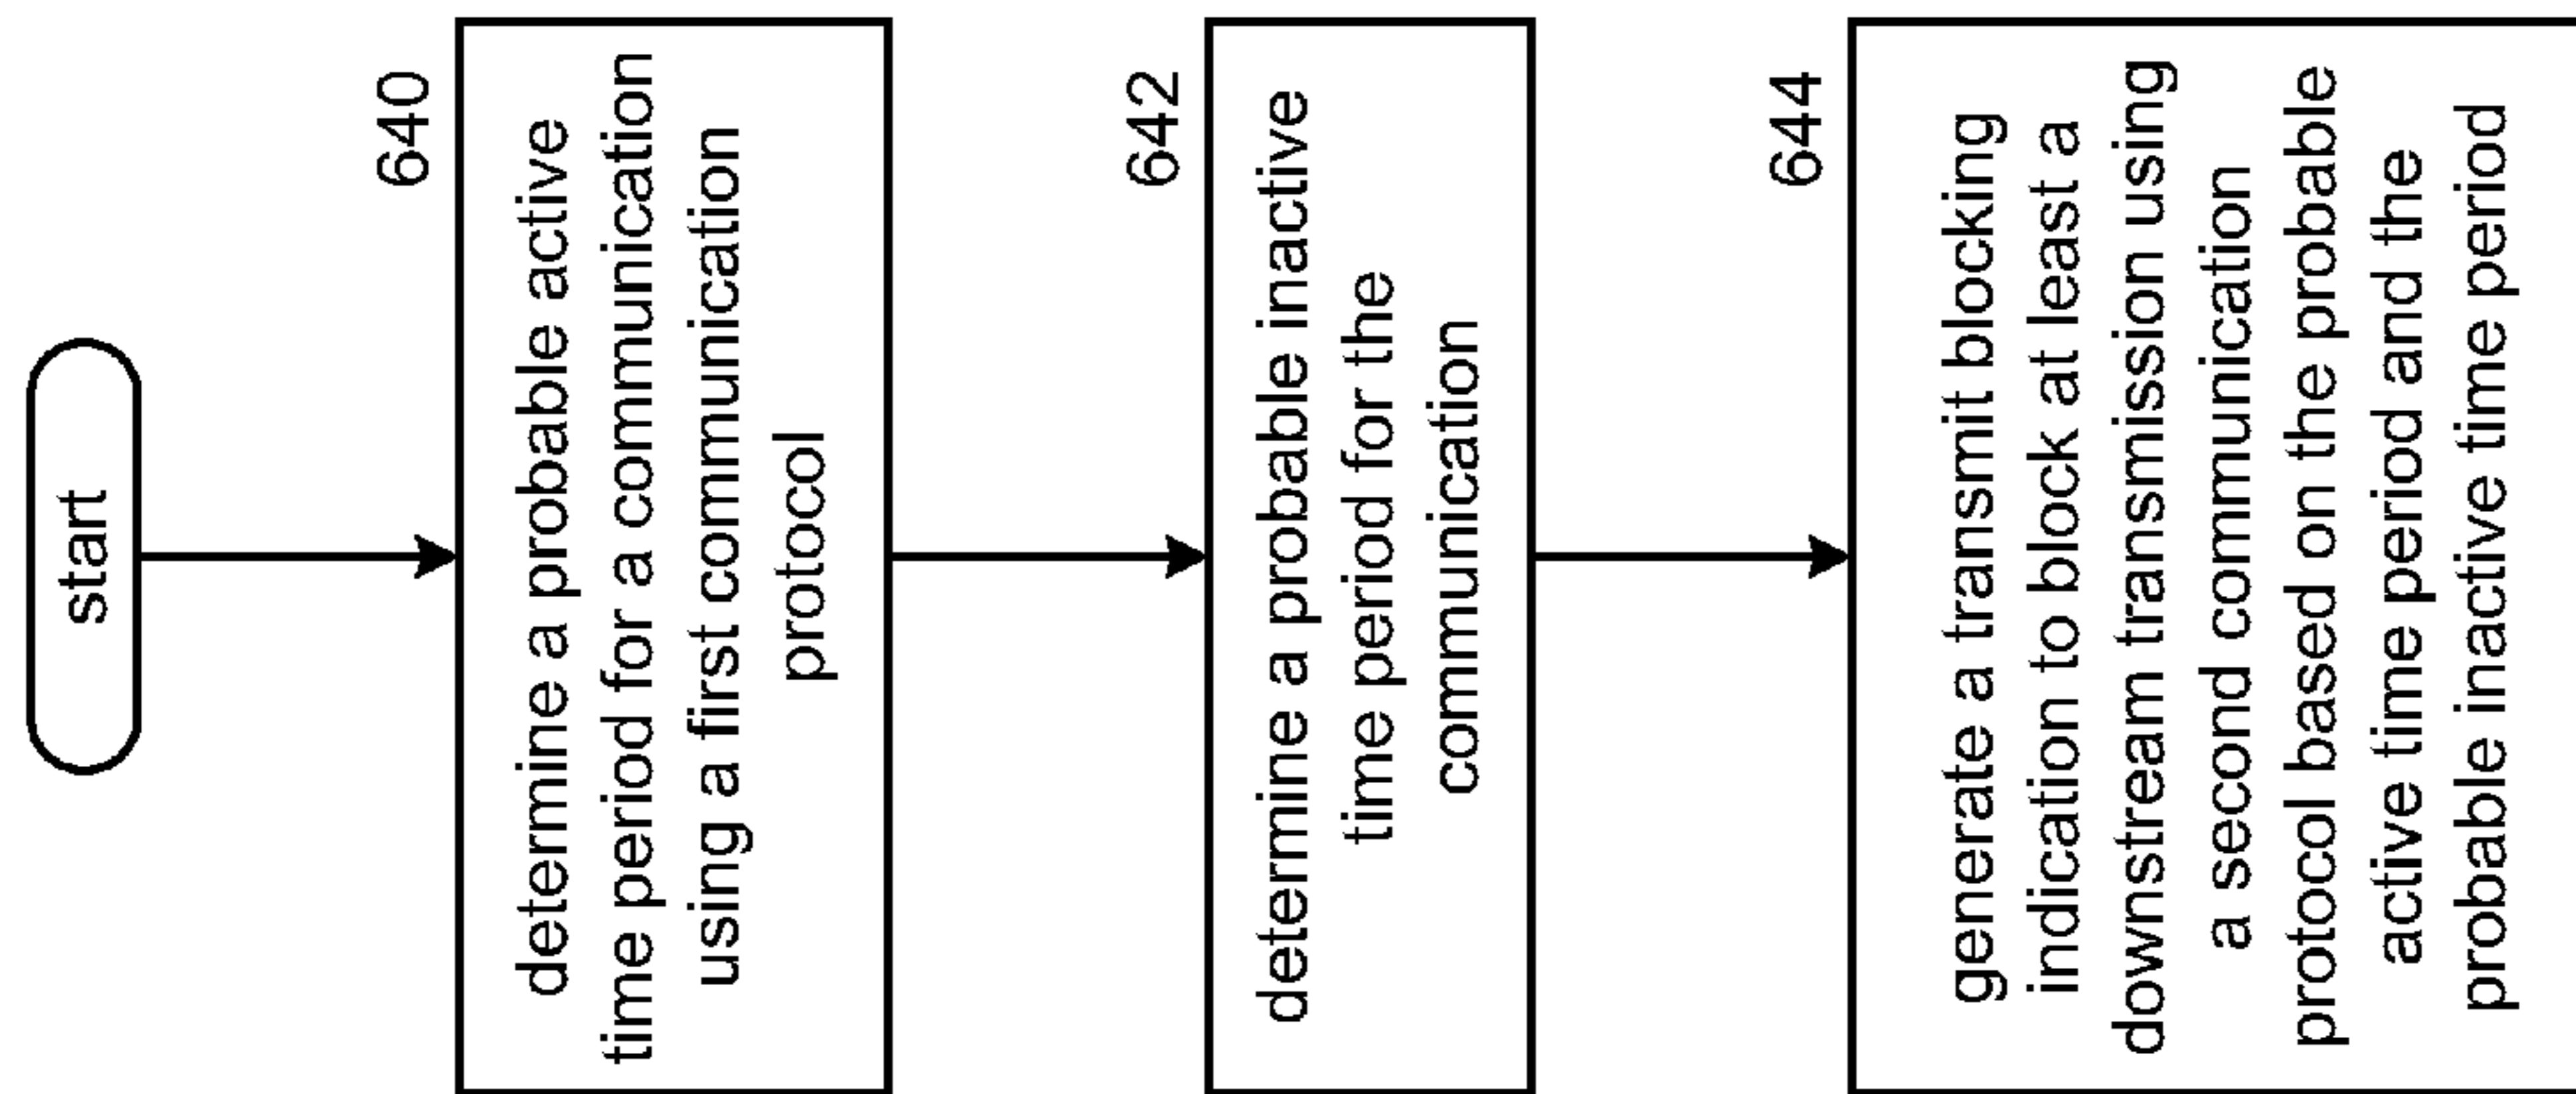 start
640
determine a probable active
time period for a communication
using a first communication
protocol
642
determine a probable inactive
time period for the
communication
644
generate a transmit blocking
indication to block at least a
downstream transmission using
a second communication
protocol based on the probable
active time period and the
probable inactive time period